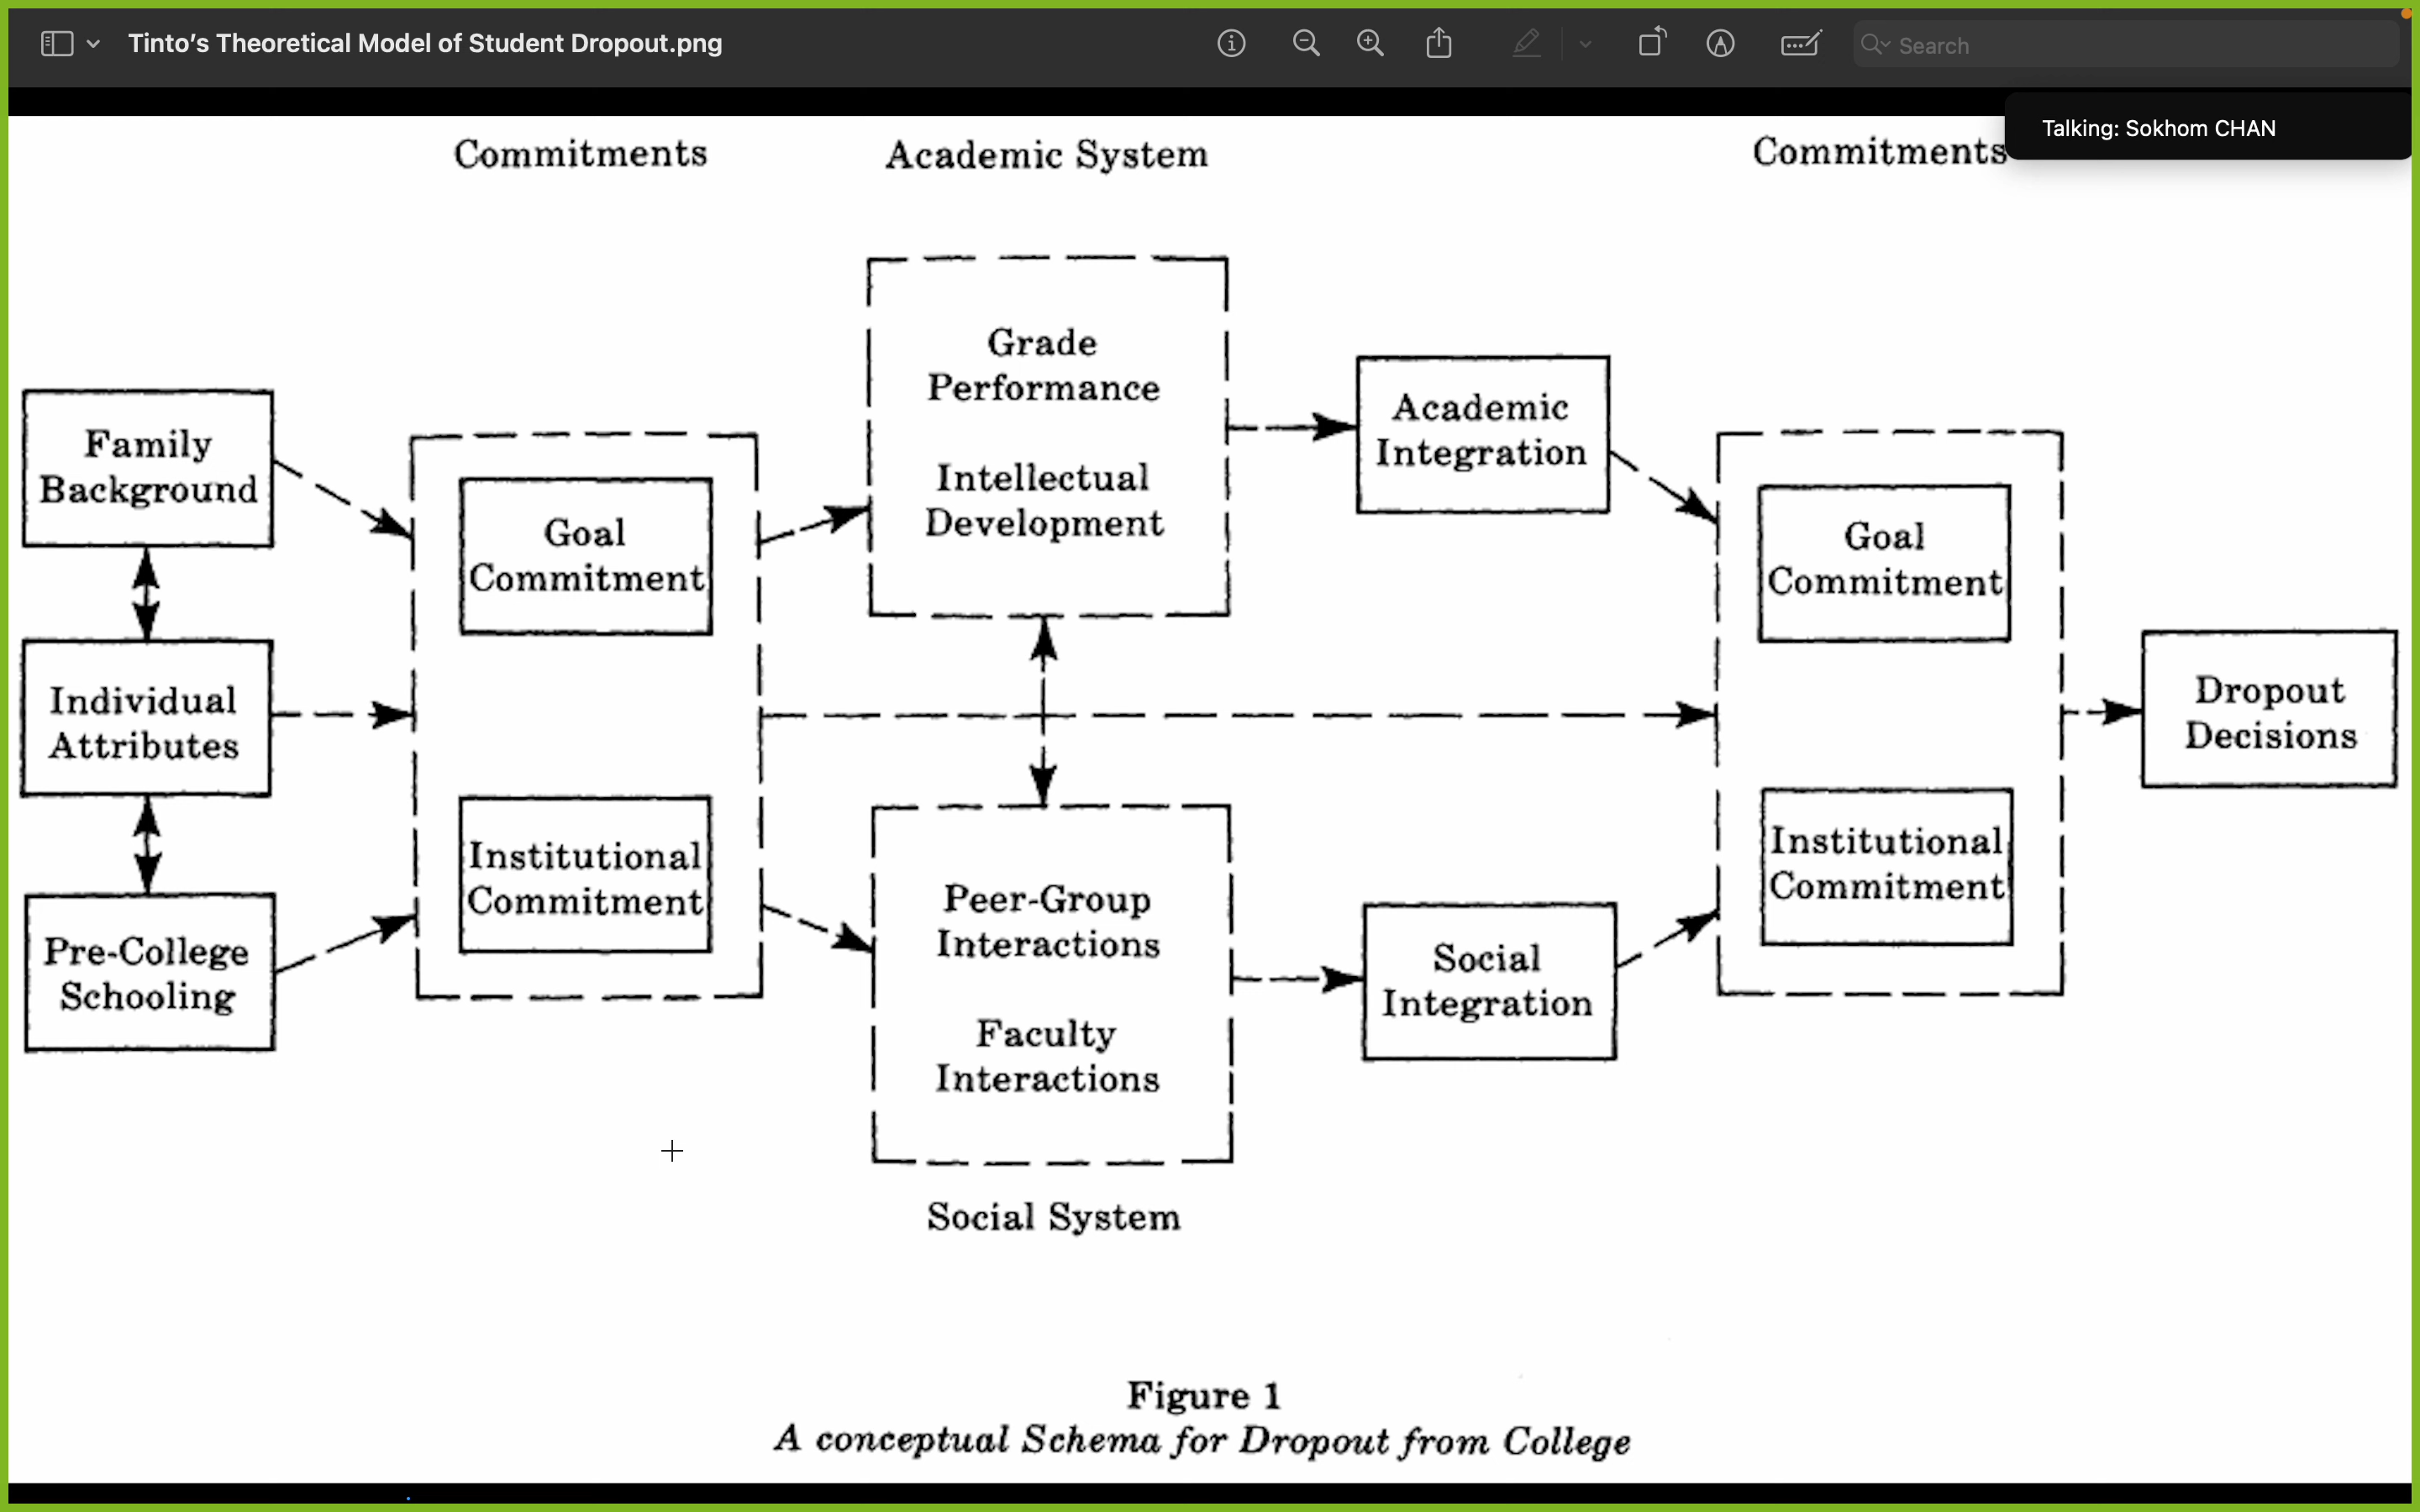 Tinto’s Theoretical Model of Student Dropout.png
Search
Talking: Sokhom CHAN
Commitments
Academic System
Commitments
Family
Background
Individual
Attributes
Pre-College
Schooling
Goal
Commitment
Institutional
Commitment
Grade
Performance
Intellectual
Development
Peer-Group
Interactions
Faculty
Interactions
Social System
Academic
Integration
Social
Integration
Goal
Commitment
Institutional
Commitment
Dropout
Decisions
Figure 1
A conceptual Schema for Dropout from College